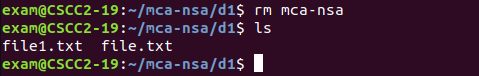 exam@CSCC2-19:~/mca-nsa/d1$ rm mca-nsa
exam@CSCC2-19:~/mca-nsa/d1$ ls
file1.txt  file.txt
exam@CSCC2-19:~/mca-nsa/d1$